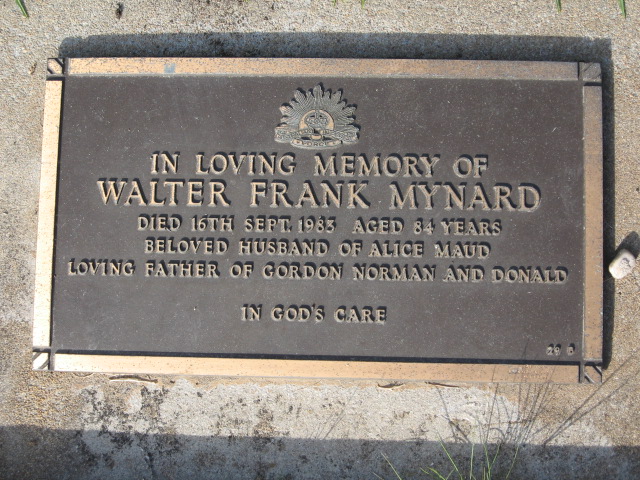 IN LOVING MEMORY OF
WALTER FRANK MYNARD
DIED 16TH SEPT. 1983 AGED 84 YEARS
BELOVED HUSBAND OF ALICE MAUD
LOVING FATHER OF GORDON NORMAN AND DONALD
IN GOD'S CARE